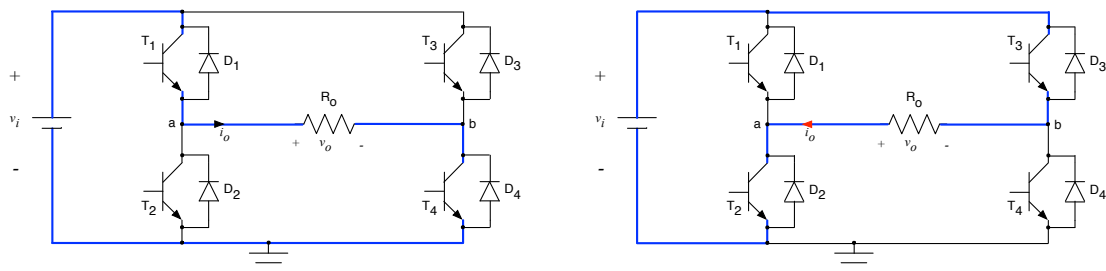 T1 D1 T3 D3
+
vi
-
Ro
a io b
+ vo -
T2 D2 T4 D4
T1 D1 T3 D3
+
vi
-
Ro
a io b
+ vo -
T2 D2 T4 D4